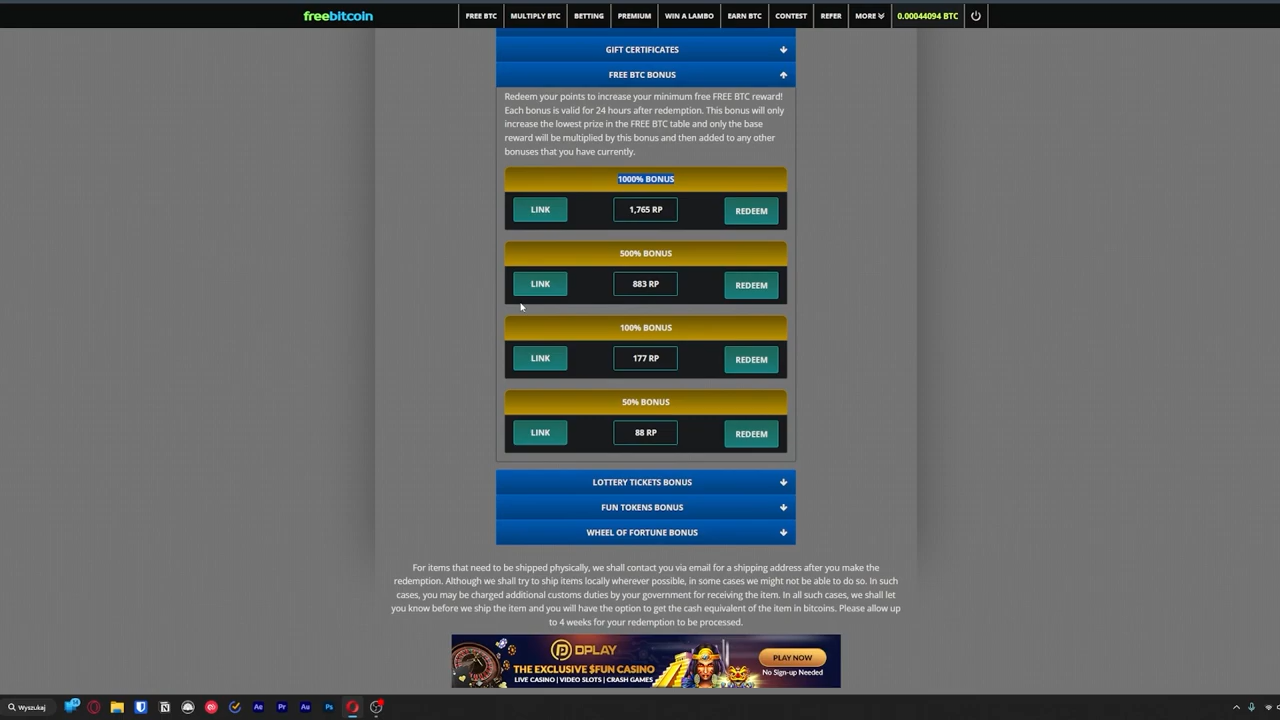 freebitcoin
FREE BTC
MULTIPLY BTC
BETTING
PREMIUM
WIN A LAMBO
EARN BTC
CONTEST
REFER
MORE
0.00044094 BTC
GIFT CERTIFICATES
FREE BTC BONUS
Redeem your points to increase your minimum free FREE BTC reward!
Each bonus is valid for 24 hours after redemption. This bonus will only
increase the lowest prize in the FREE BTC table and only the base
reward will be multiplied by this bonus and then added to any other
bonuses that you have currently.
1000% BONUS
LINK
1,765 RP
REDEEM
500% BONUS
LINK
883 RP
REDEEM
100% BONUS
LINK
177 RP
REDEEM
50% BONUS
LINK
88 RP
REDEEM
LOTTERY TICKETS BONUS
FUN TOKENS BONUS
WHEEL OF FORTUNE BONUS
For items that need to be shipped physically, we shall contact you via email for a shipping address after you make the
redemption. Although we shall try to ship items locally wherever possible, in some cases we might not be able to do so. In such
cases, you may be charged additional customs duties by your government for receiving the item. In all such cases, we shall let
you know before we ship the item and you will have the option to get the cash equivalent of the item in bitcoins. Please allow
up to 4 weeks for your redemption to be processed.
DPLAY
THE EXCLUSIVE $FUN CASINO
LIVE CASINO | VIDEO SLOTS | CRASH GAMES
PLAY NOW
No Sign-up Needed
Wyszukaj
Ae
Pr
Au
Ps